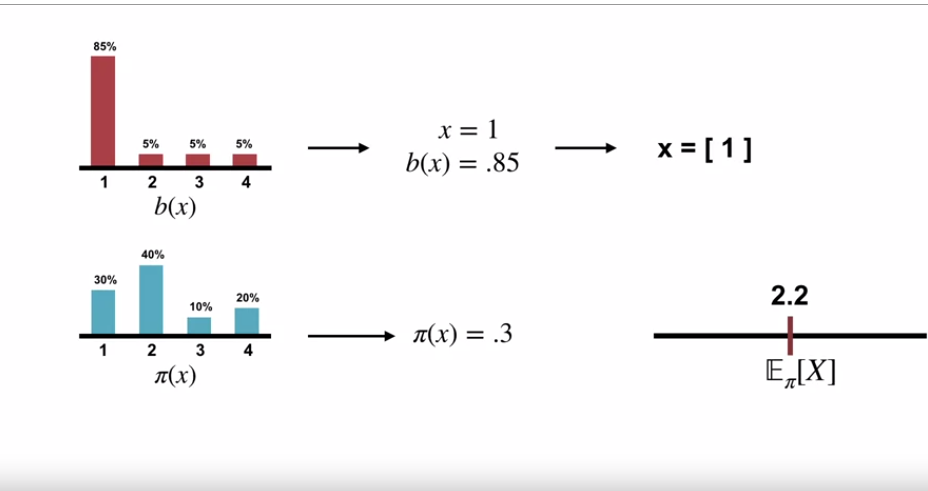 85%
5% 5% 5%
1 2 3 4
b(x)
x = 1
b(x) = .85
x = [ 1 ]
40%
30%
20%
10%
1 2 3 4
π(x)
π(x) = .3
2.2
𝔼π[X]